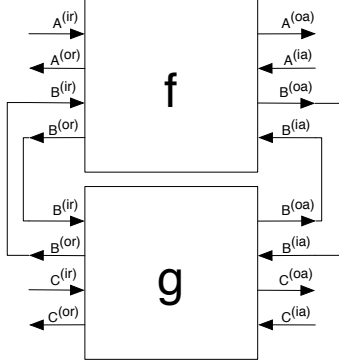 A(ir) A(oa)
A(or) A(ia)
B(ir) f B(oa)
B(or) B(ia)
B(ir) B(oa)
B(or) B(ia)
C(ir) g C(oa)
C(or) C(ia)